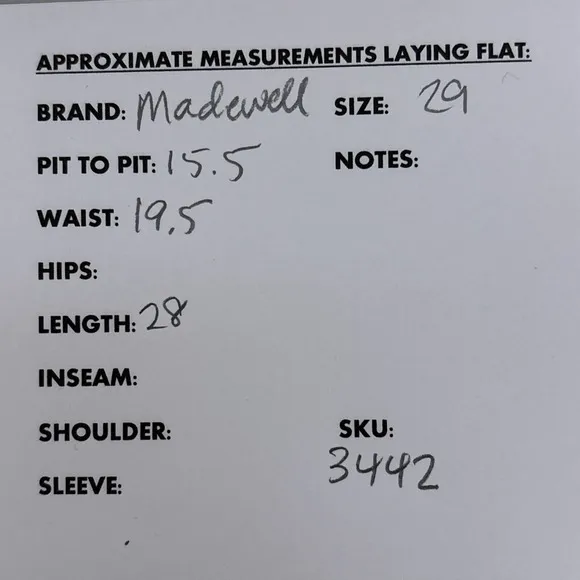 APPROXIMATE MEASUREMENTS LAYING FLAT:
BRAND: Madewell SIZE: 29
PIT TO PIT: 15.5 NOTES:
WAIST: 19.5
HIPS:
LENGTH: 28
INSEAM:
SHOULDER: SKU:
3442
SLEEVE: